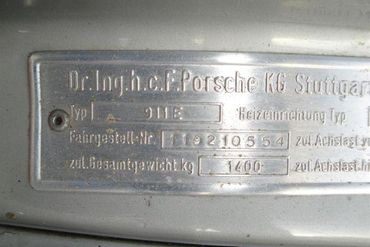 Dr.Ing.h.c.F.Porsche KG Stuttgar
Typ 911E Heizeinrichtung Typ
Fahrgestell-Nr. 119210554 zul.Achslast
zul.Gesamtgewicht kg 1400 zul.Achslast